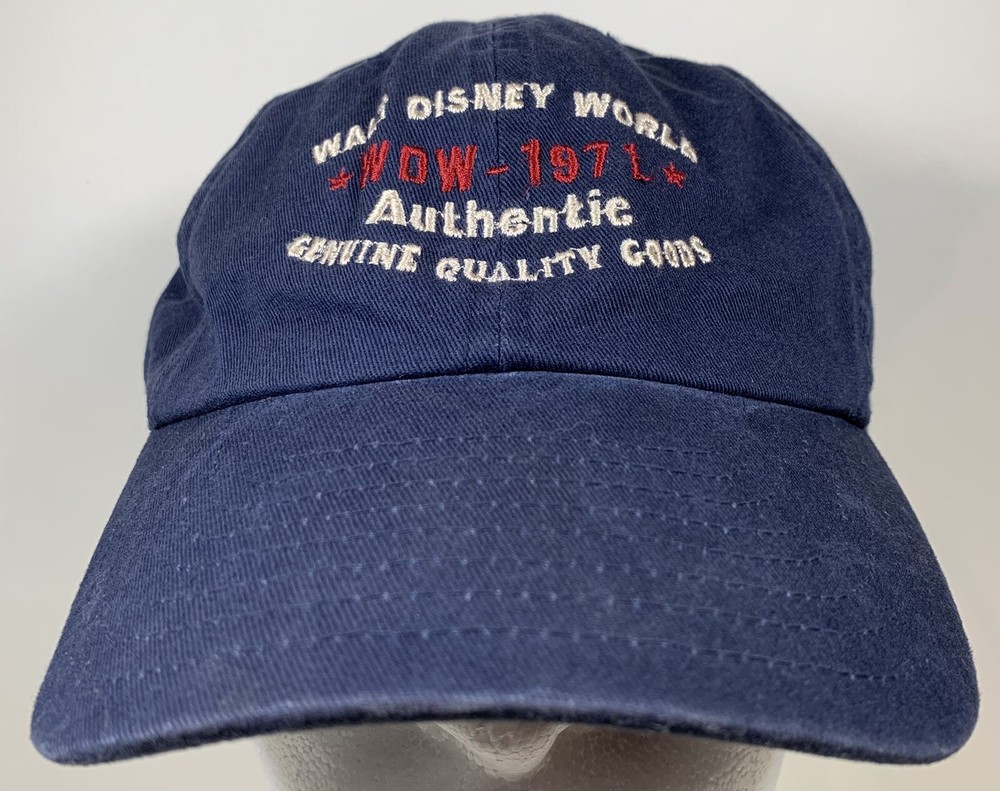 WALT DISNEY WORLD
★ WDW - 1971 ★
Authentic
GENUINE QUALITY GOODS